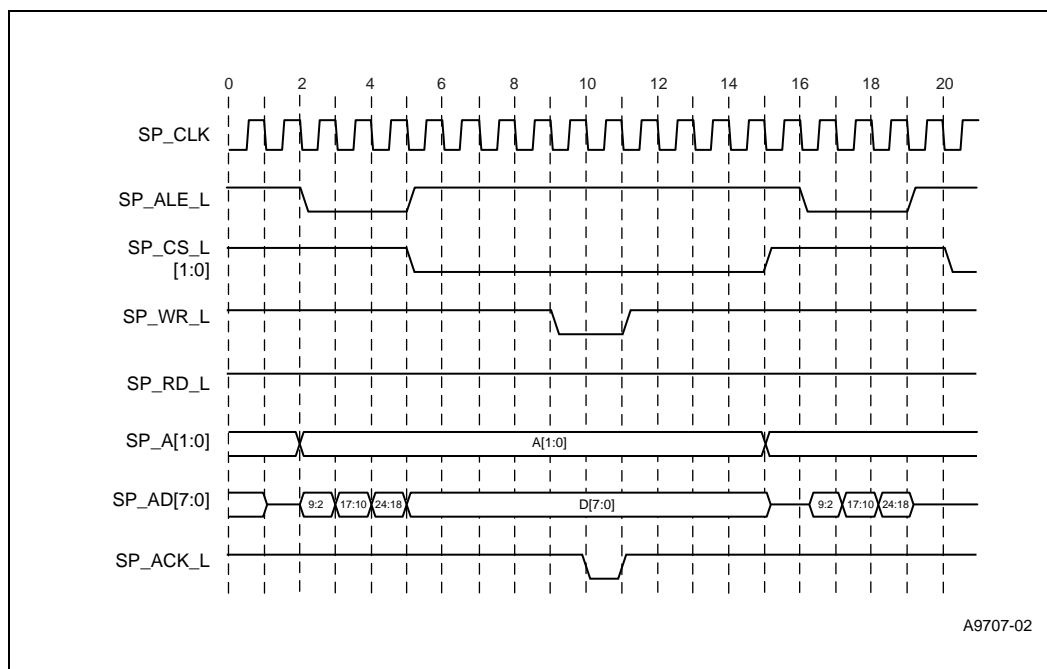 0 2 4 6 8 10 12 14 16 18 20
SP_CLK
SP_ALE_L
SP_CS_L
[1:0]
SP_WR_L
SP_RD_L
SP_A[1:0] A[1:0]
SP_AD[7:0] 9:2 17:10 24:18 D[7:0] 9:2 17:10 24:18
SP_ACK_L
A9707-02